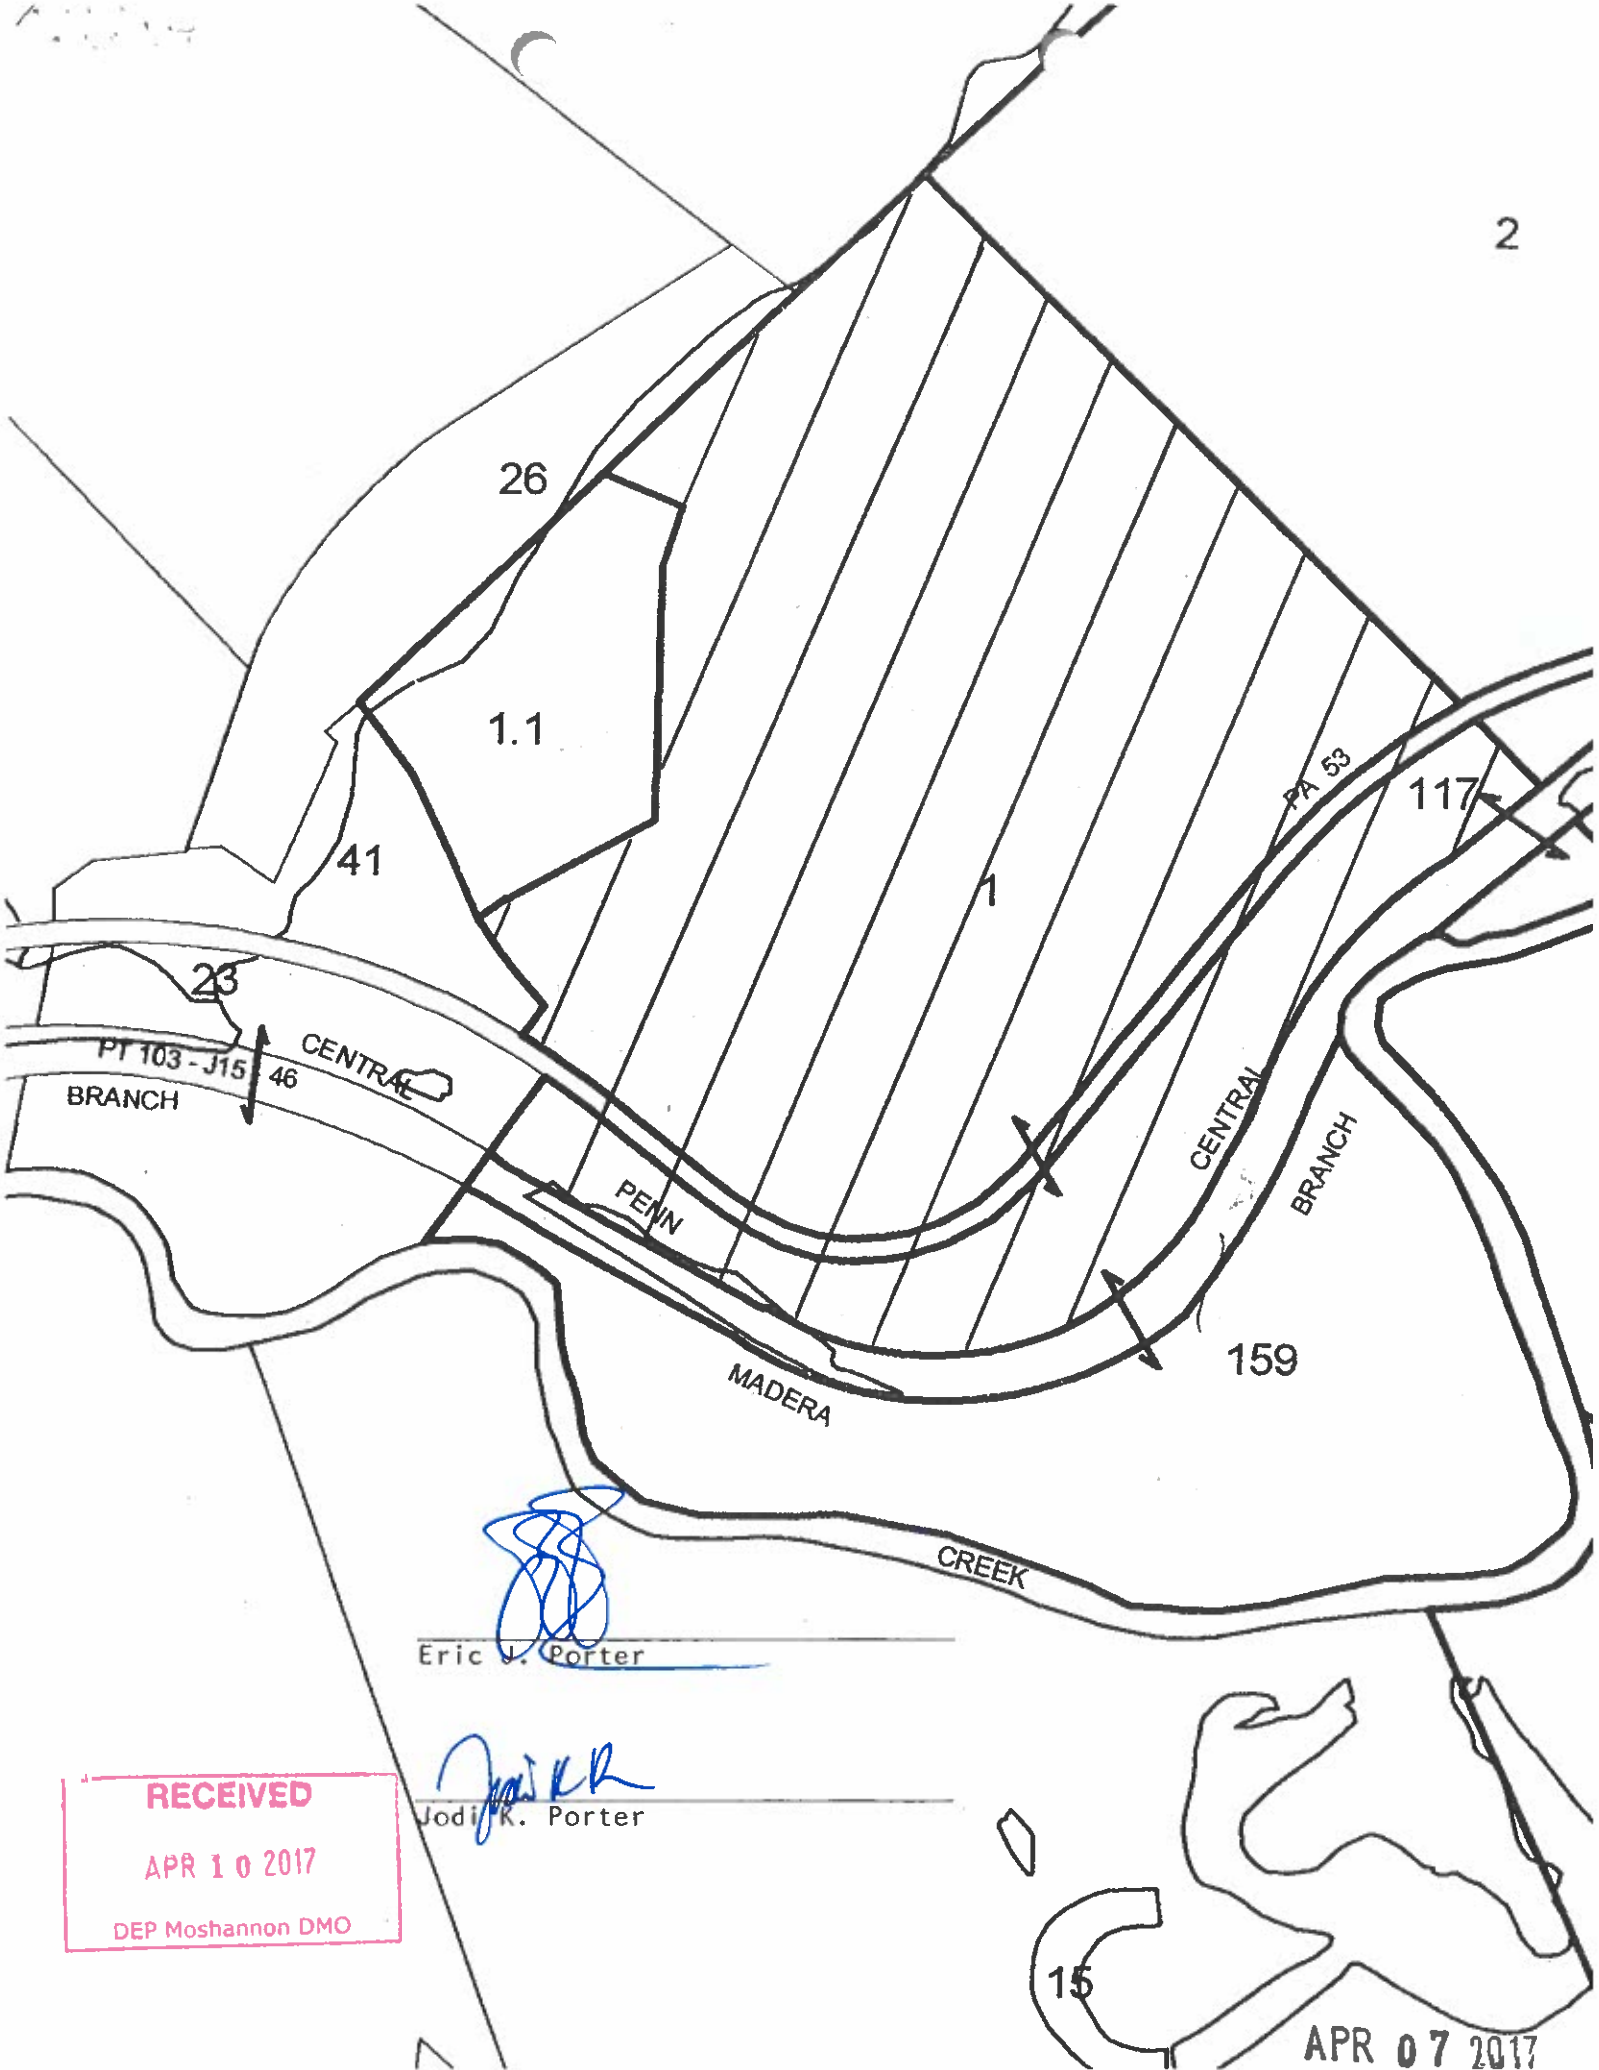 2
26
1.1
PA 53
117
41
1
23
CENTRAL
PT 103 - J15
46
BRANCH
CENTRAL
BRANCH
PENN
159
MADERA
CREEK
Eric J. Porter
Jodi K. Porter
RECEIVED
APR 10 2017
DEP Moshannon DMO
15
APR 07 2017